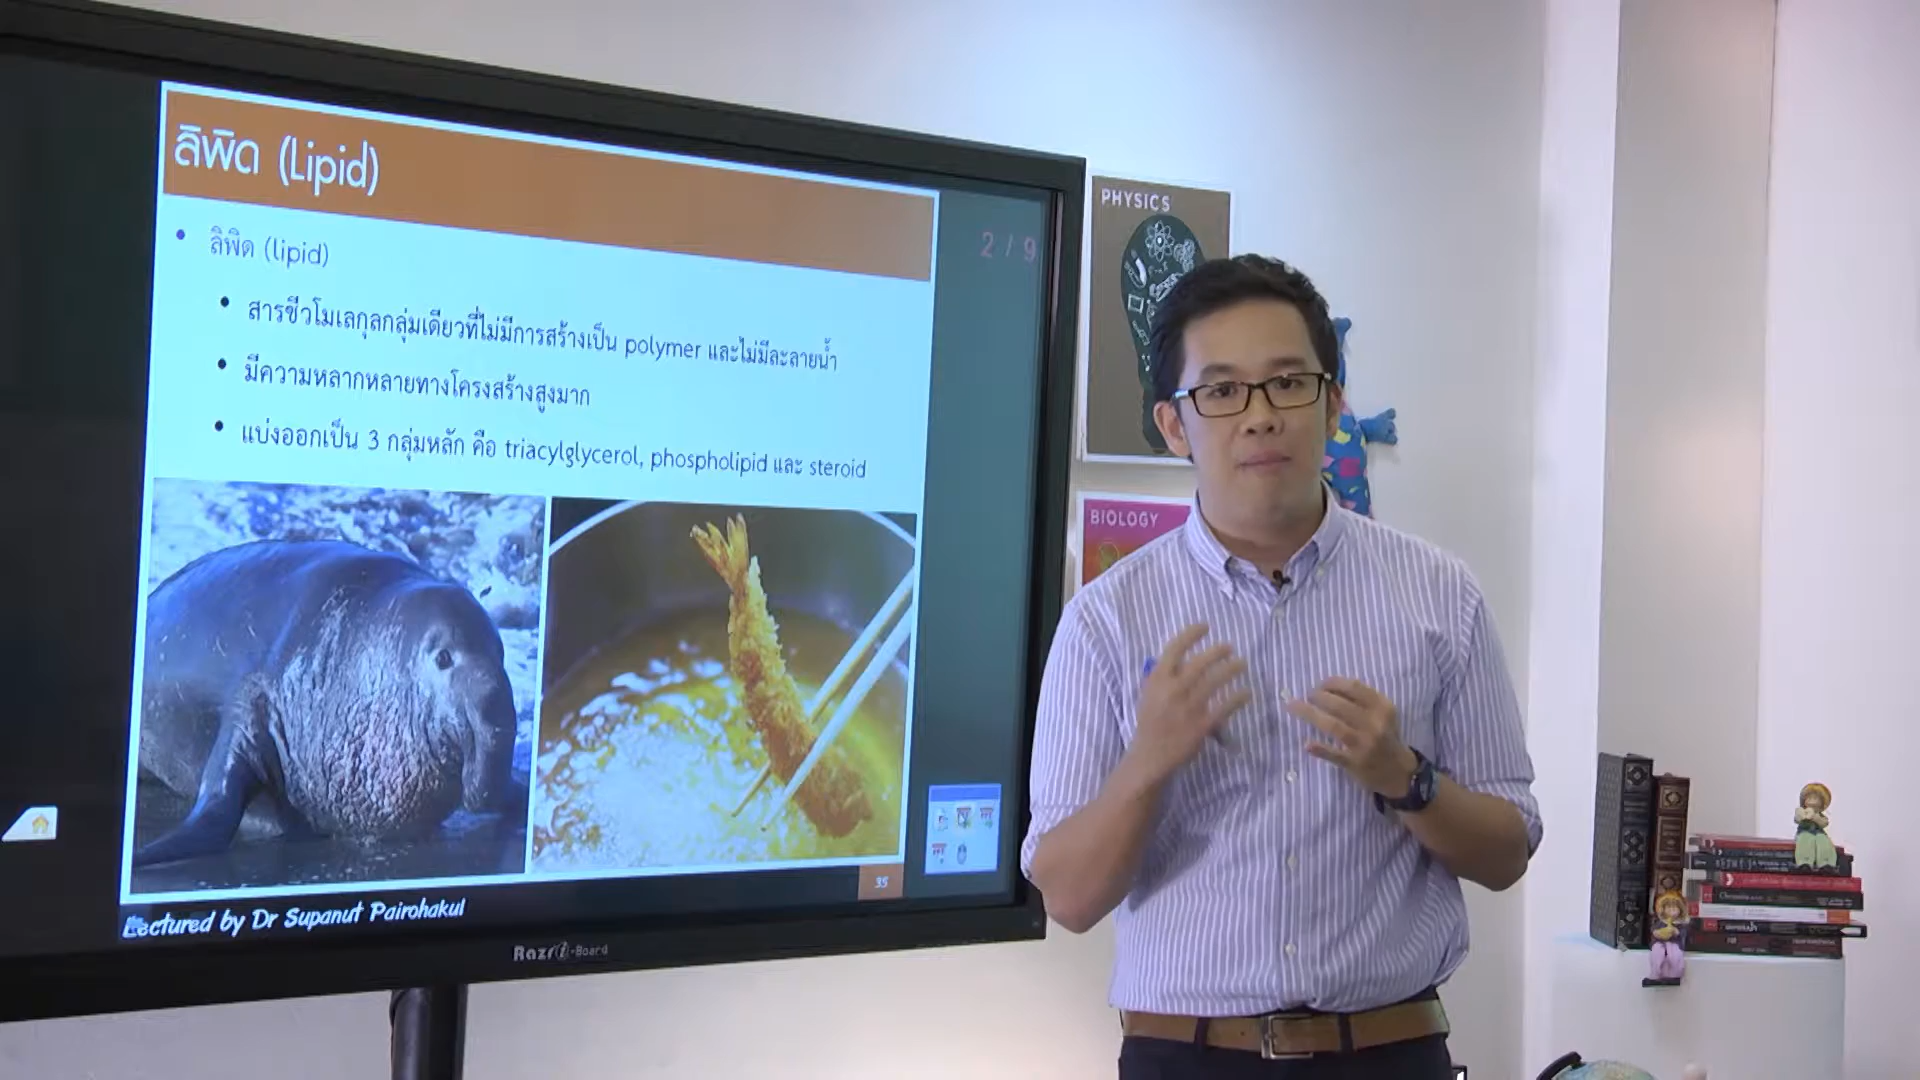 ลิพิด (Lipid)
2 / 9
• ลิพิด (lipid)
• สารชีวโมเลกุลกลุ่มเดียวที่ไม่มีการสร้างเป็น polymer และไม่มีละลายน้ำ
• มีความหลากหลายทางโครงสร้างสูงมาก
• แบ่งออกเป็น 3 กลุ่มหลัก คือ triacylglycerol, phospholipid และ steroid
35
Lectured by Dr Supanut Pairohakul
Razr i-Board
PHYSICS
BIOLOGY